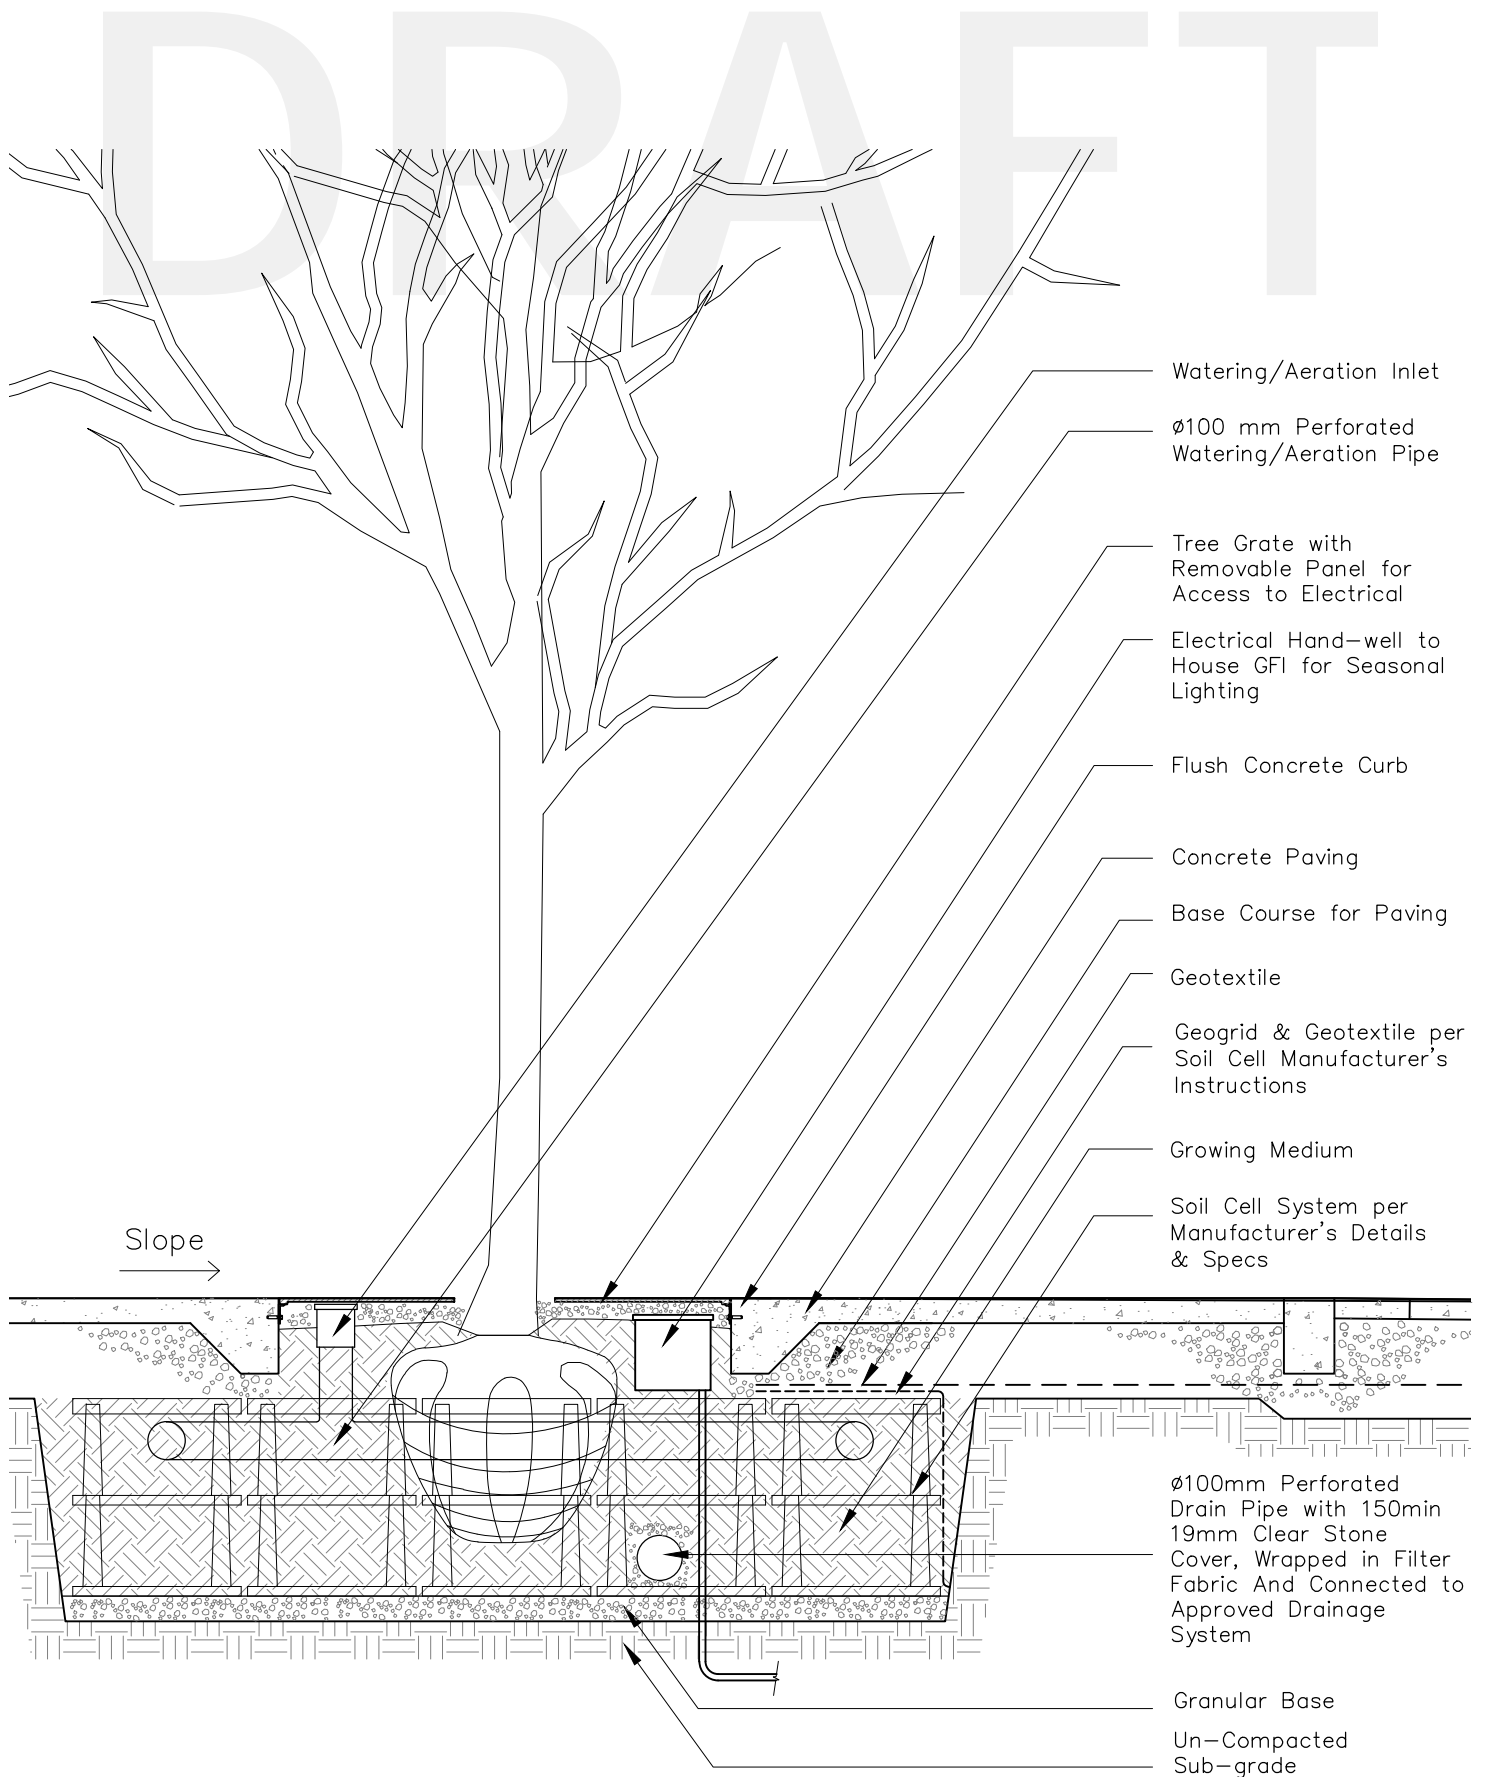 DRAFT
Watering/Aeration Inlet
Ø100 mm Perforated
Watering/Aeration Pipe
Tree Grate with
Removable Panel for
Access to Electrical
Electrical Hand-well to
House GFI for Seasonal
Lighting
Flush Concrete Curb
Concrete Paving
Base Course for Paving
Geotextile
Geogrid & Geotextile per
Soil Cell Manufacturer's
Instructions
Growing Medium
Soil Cell System per
Manufacturer's Details
& Specs
Slope
Ø100mm Perforated
Drain Pipe with 150min
19mm Clear Stone
Cover, Wrapped in Filter
Fabric And Connected to
Approved Drainage
System
Granular Base
Un-Compacted
Sub-grade